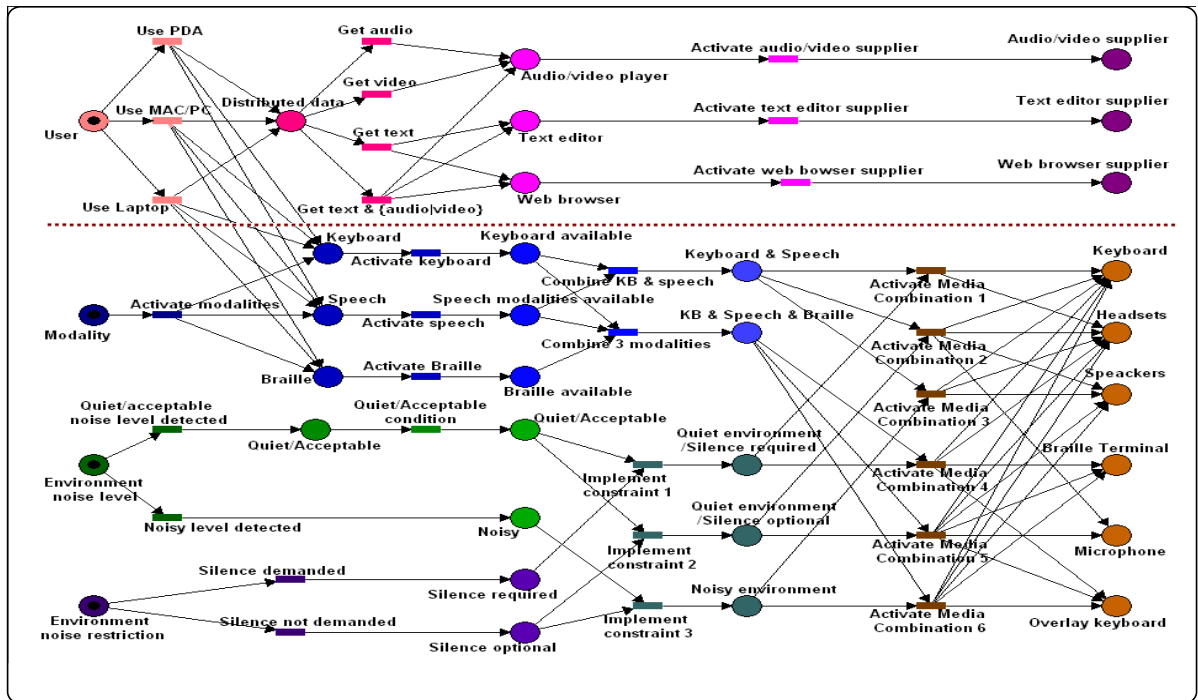 Use PDA
Get audio
Activate audio/video supplier
Audio/video supplier
Audio/video player
Get video
Use MAC/PC
Distributed data
User
Get text
Activate text editor supplier
Text editor supplier
Text editor
Activate web bowser supplier
Web browser supplier
Web browser
Use Laptop
Get text & {audio|video}
Keyboard
Activate keyboard
Keyboard available
Combine KB & speech
Keyboard & Speech
Activate Media
Combination 1
Keyboard
Activate modalities
Modality
Speech
Activate speech
Speech modalities available
Combine 3 modalities
KB & Speech & Braille
Activate Media
Combination 2
Headsets
Braille
Activate Braille
Braille available
Activate Media
Combination 3
Speackers
Quiet/acceptable
noise level detected
Quiet/Acceptable
Quiet/Acceptable
condition
Quiet/Acceptable
Quiet environment
/Silence required
Implement
constraint 1
Activate Media
Combination 4
Braille Terminal
Environment
noise level
Noisy level detected
Noisy
Quiet environment
/Silence optional
Implement
constraint 2
Activate Media
Combination 5
Microphone
Silence demanded
Silence required
Noisy environment
Implement
constraint 3
Activate Media
Combination 6
Overlay keyboard
Environment
noise restriction
Silence not demanded
Silence optional